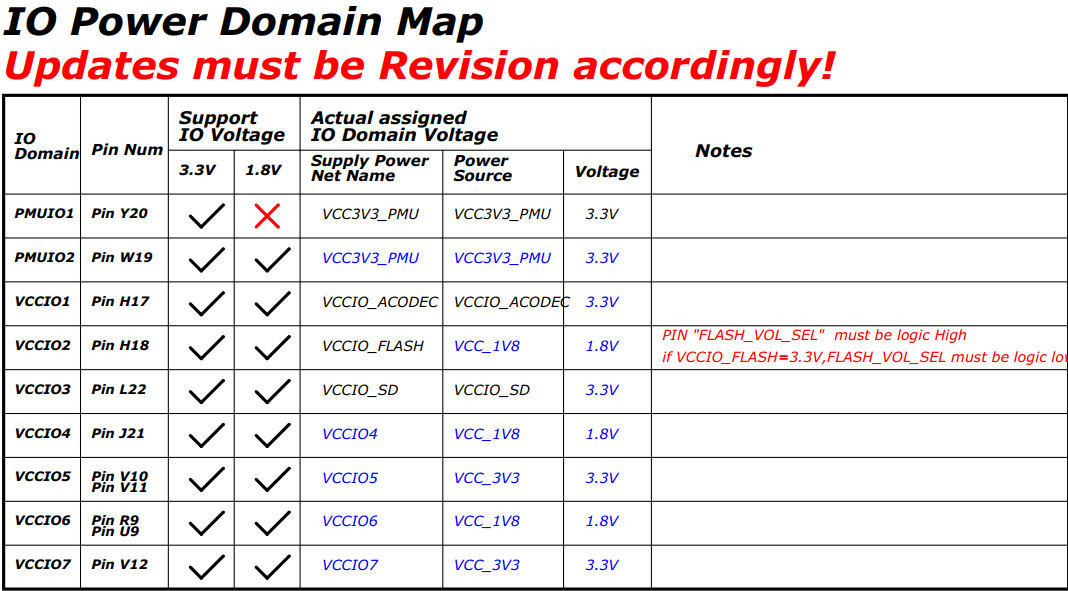 IO Power Domain Map
Updates must be Revision accordingly!
IO Domain Pin Num Support IO Voltage Actual assigned IO Domain Voltage Notes
3.3V 1.8V Supply Power Net Name Power Source Voltage
PMUIO1 Pin Y20 VCC3V3_PMU VCC3V3_PMU 3.3V
PMUIO2 Pin W19 VCC3V3_PMU VCC3V3_PMU 3.3V
VCCIO1 Pin H17 VCCIO_ACODEC VCCIO_ACODEC 3.3V
VCCIO2 Pin H18 VCCIO_FLASH VCC_1V8 1.8V PIN "FLASH_VOL_SEL" must be logic High
if VCCIO_FLASH=3.3V,FLASH_VOL_SEL must be logic
VCCIO3 Pin L22 VCCIO_SD VCCIO_SD 3.3V
VCCIO4 Pin J21 VCCIO4 VCC_1V8 1.8V
VCCIO5 Pin V10 Pin V11 VCCIO5 VCC_3V3 3.3V
VCCIO6 Pin R9 Pin U9 VCCIO6 VCC_1V8 1.8V
VCCIO7 Pin V12 VCCIO7 VCC_3V3 3.3V